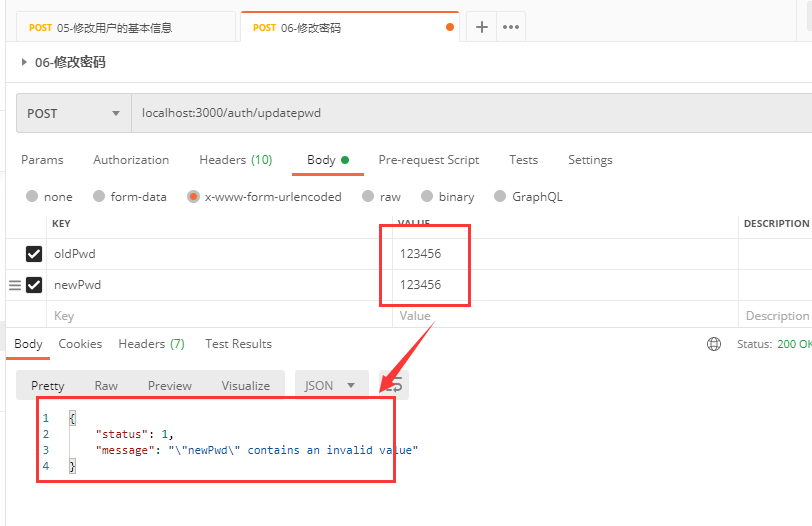 POST 05-修改用户的基本信息 POST 06-修改密码
06-修改密码
POST localhost:3000/auth/updatepwd
Params Authorization Headers (10) Body Pre-request Script Tests Settings
none form-data x-www-form-urlencoded raw binary GraphQL
KEY VALUE DESCRIPTION
oldPwd 123456
newPwd 123456
Key Value Description
Body Cookies Headers (7) Test Results Status: 200 OK
Pretty Raw Preview Visualize JSON
1 {
2 "status": 1,
3 "message": "\"newPwd\" contains an invalid value"
4 }